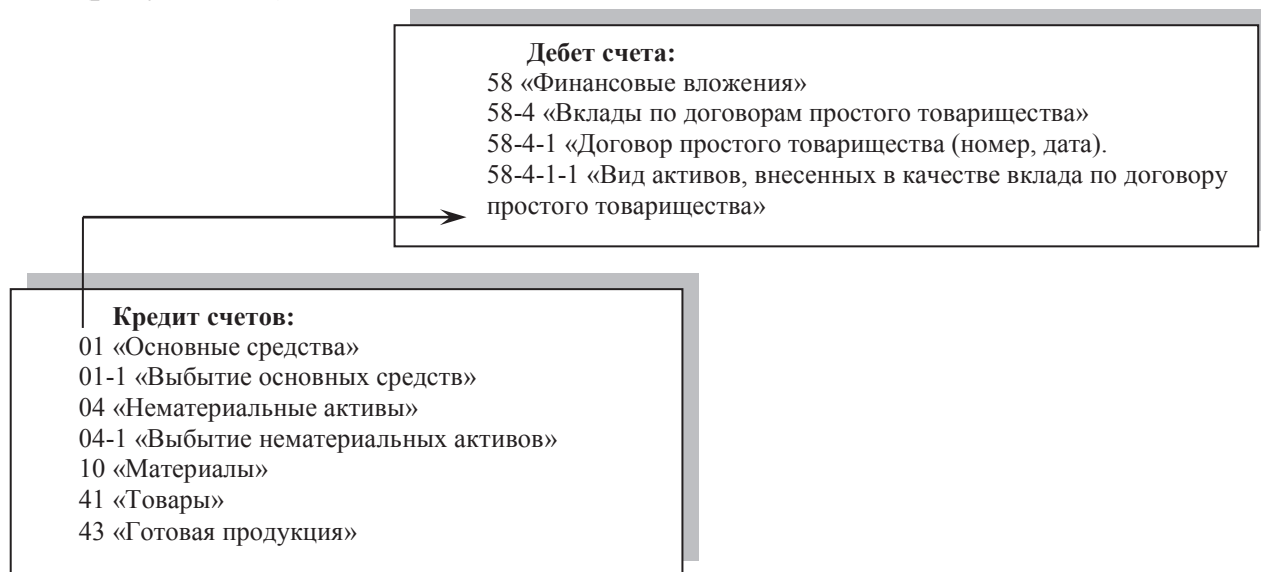 Дебет счета:
58 «Финансовые вложения»
58-4 «Вклады по договорам простого товарищества»
58-4-1 «Договор простого товарищества (номер, дата).
58-4-1-1 «Вид активов, внесенных в качестве вклада по договору
простого товарищества»
Кредит счетов:
01 «Основные средства»
01-1 «Выбытие основных средств»
04 «Нематериальные активы»
04-1 «Выбытие нематериальных активов»
10 «Материалы»
41 «Товары»
43 «Готовая продукция»